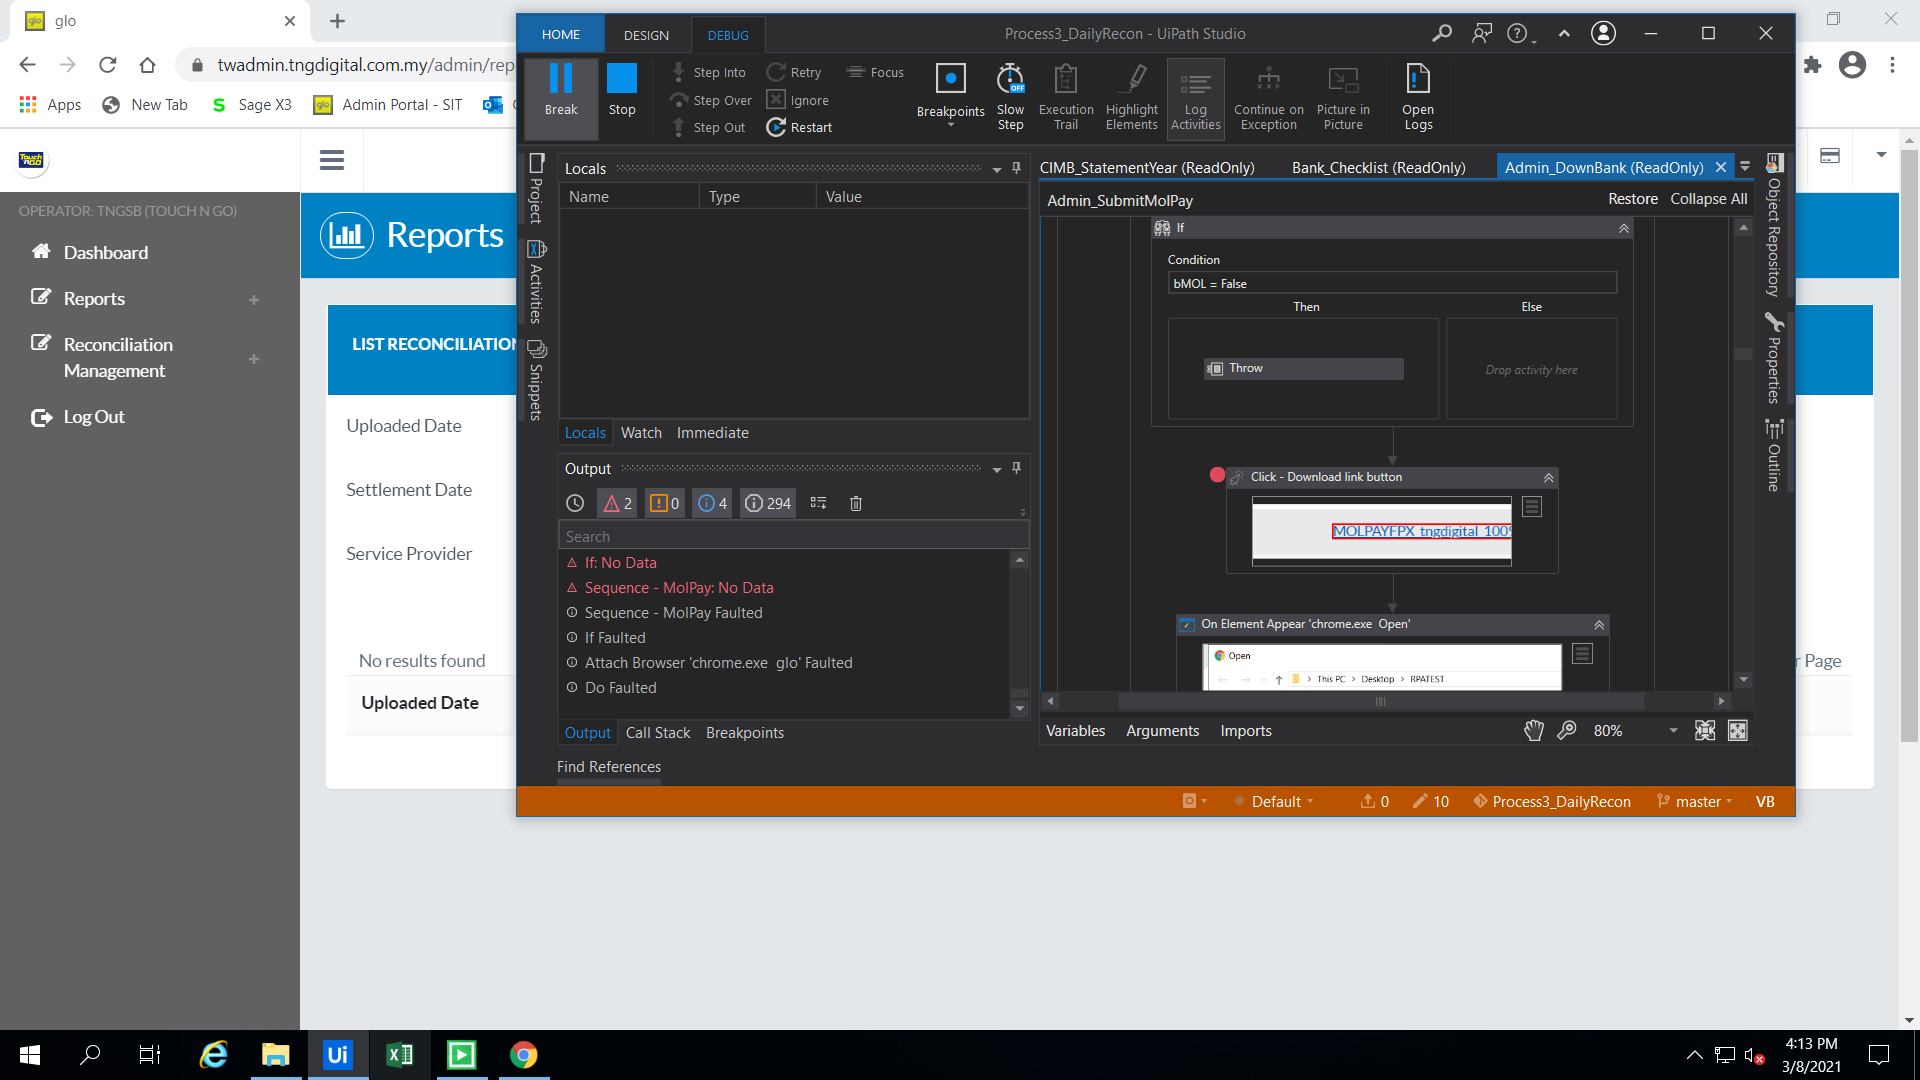 glo
twadmin.tngdigital.com.my/admin/rep
Apps
New Tab
Sage X3
Admin Portal - SIT
Touch n GO
OPERATOR: TNGSB (TOUCH N GO)
Dashboard
Reports
Reconciliation
Management
Log Out
Reports
LIST RECONCILIATION
Uploaded Date
Settlement Date
Service Provider
No results found
r Page
Uploaded Date
HOME
DESIGN
DEBUG
Process3_DailyRecon - UiPath Studio
Break
Stop
Step Into
Step Over
Step Out
Retry
Ignore
Restart
Focus
Breakpoints
OFF
Slow
Step
Execution
Trail
Highlight
Elements
Log
Activities
Continue on
Exception
Picture in
Picture
Open
Logs
Project
Activities
Snippets
Locals
Name
Type
Value
Locals
Watch
Immediate
Output
2
0
4
294
Search
If: No Data
Sequence - MolPay: No Data
Sequence - MolPay Faulted
If Faulted
Attach Browser 'chrome.exe glo' Faulted
Do Faulted
Output
Call Stack
Breakpoints
Find References
CIMB_StatementYear (ReadOnly)
Bank_Checklist (ReadOnly)
Admin_DownBank (ReadOnly)
Admin_SubmitMolPay
Restore
Collapse All
If
Condition
bMOL = False
Then
Else
Throw
Drop activity here
Click - Download link button
MOLPAYFPX_tngdigital_100
On Element Appear 'chrome.exe Open'
Open
This PC > Desktop > RPATEST
Variables
Arguments
Imports
80%
Object Repository
Properties
Outline
Default
0
10
Process3_DailyRecon
master
VB
Ui
4:13 PM
3/8/2021